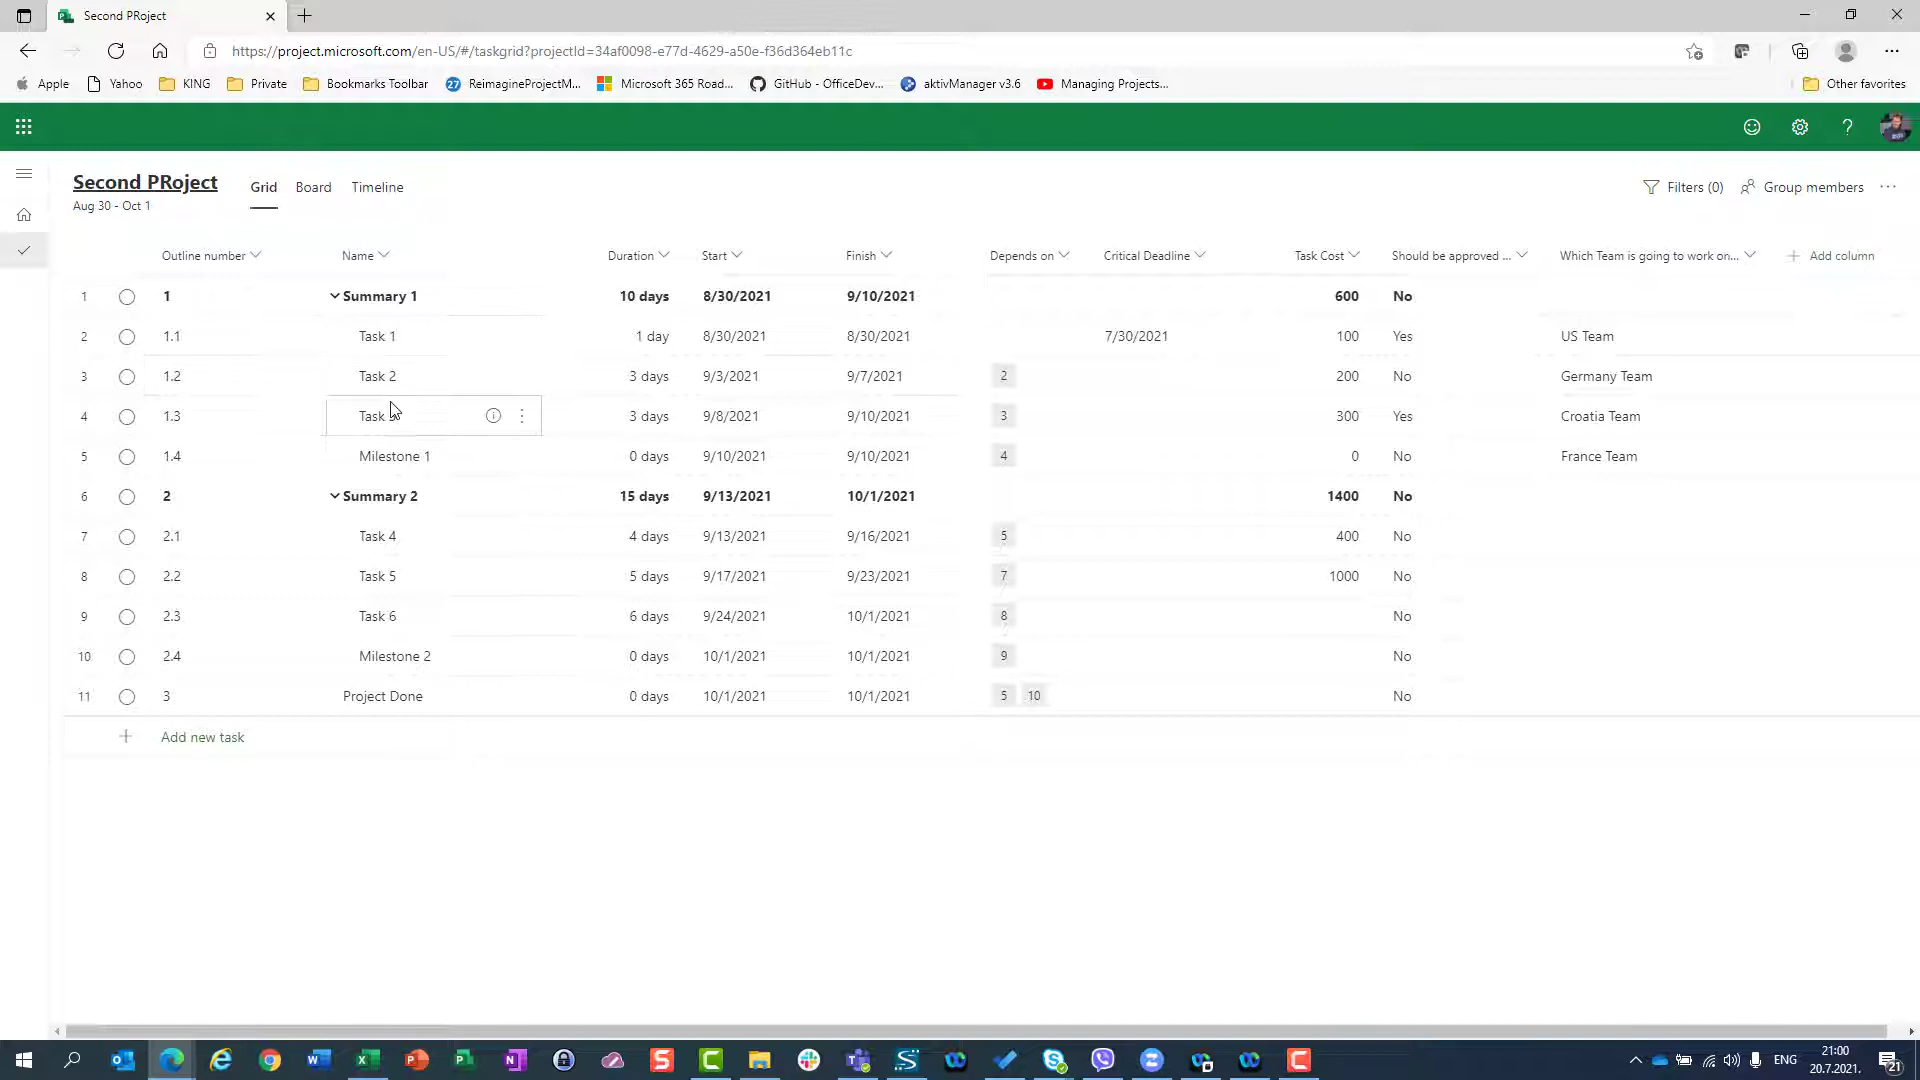 Second PRoject
https://project.microsoft.com/en-US/#/taskgrid?projectId=34af0098-e77d-4629-a50e-f36d364eb11c
Apple Yahoo KING Private Bookmarks Toolbar ReimagineProjectM... Microsoft 365 Road... GitHub - OfficeDev... aktivManager v3.6 Managing Projects... Other favorites
Second PRoject Grid Board Timeline Filters (0) Group members
Aug 30 - Oct 1
Outline number Name Duration Start Finish Depends on Critical Deadline Task Cost Should be approved ... Which Team is going to work on... Add column
1 1 Summary 1 10 days 8/30/2021 9/10/2021 600 No
2 1.1 Task 1 1 day 8/30/2021 8/30/2021 7/30/2021 100 Yes US Team
3 1.2 Task 2 3 days 9/3/2021 9/7/2021 2 200 No Germany Team
4 1.3 Task 3 days 9/8/2021 9/10/2021 3 300 Yes Croatia Team
5 1.4 Milestone 1 0 days 9/10/2021 9/10/2021 4 0 No France Team
6 2 Summary 2 15 days 9/13/2021 10/1/2021 1400 No
7 2.1 Task 4 4 days 9/13/2021 9/16/2021 5 400 No
8 2.2 Task 5 5 days 9/17/2021 9/23/2021 7 1000 No
9 2.3 Task 6 6 days 9/24/2021 10/1/2021 8 No
10 2.4 Milestone 2 0 days 10/1/2021 10/1/2021 9 No
11 3 Project Done 0 days 10/1/2021 10/1/2021 5 10 No
Add new task
ENG
21:00
20.7.2021.
21